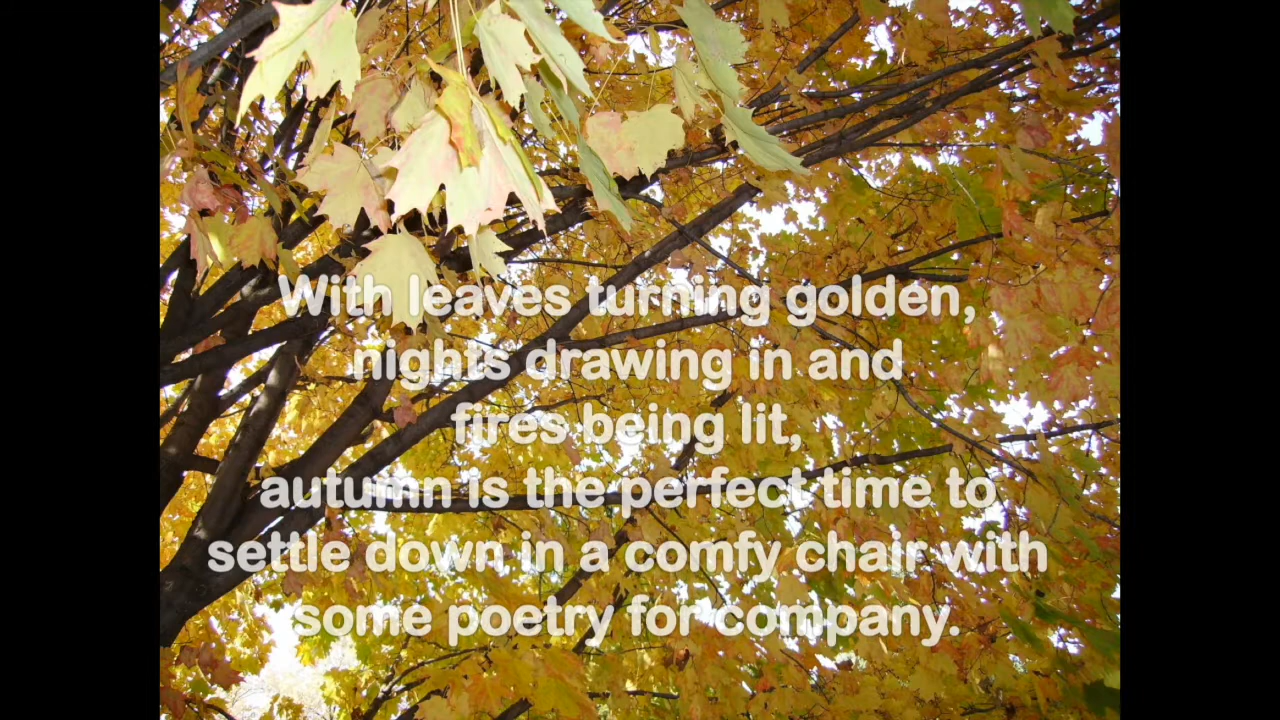 With leaves turning golden,
nights drawing in and
fires being lit,
autumn is the perfect time to
settle down in a comfy chair with
some poetry for company.